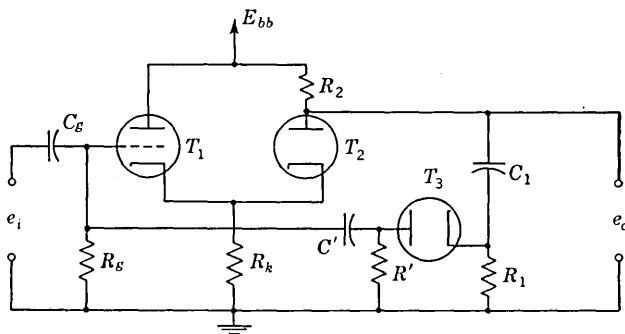 E_bb
R_2
C_g
T_1
T_2
T_3
C_1
e_i
e_o
C'
R_g
R_k
R'
R_1